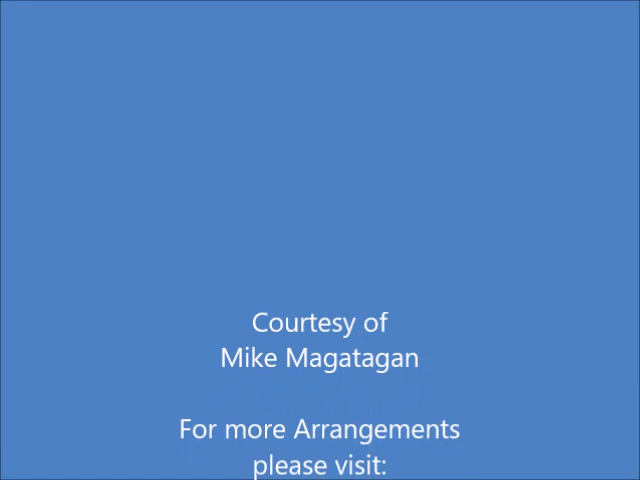 Courtesy of
Mike Magatagan
For more Arrangements
please visit: